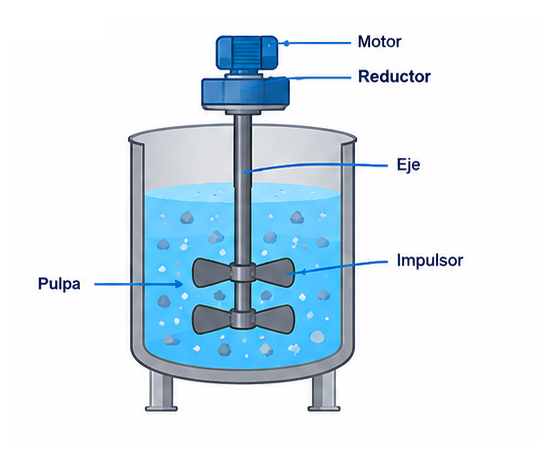 Motor
Reductor
Eje
Impulsor
Pulpa